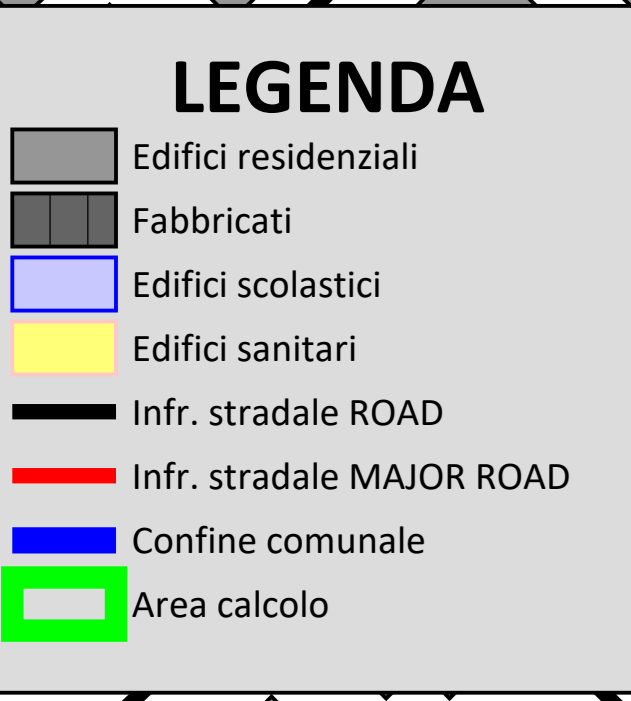 LEGENDA
Edifici residenziali
Fabbricati
Edifici scolastici
Edifici sanitari
Infr. stradale ROAD
Infr. stradale MAJOR ROAD
Confine comunale
Area calcolo